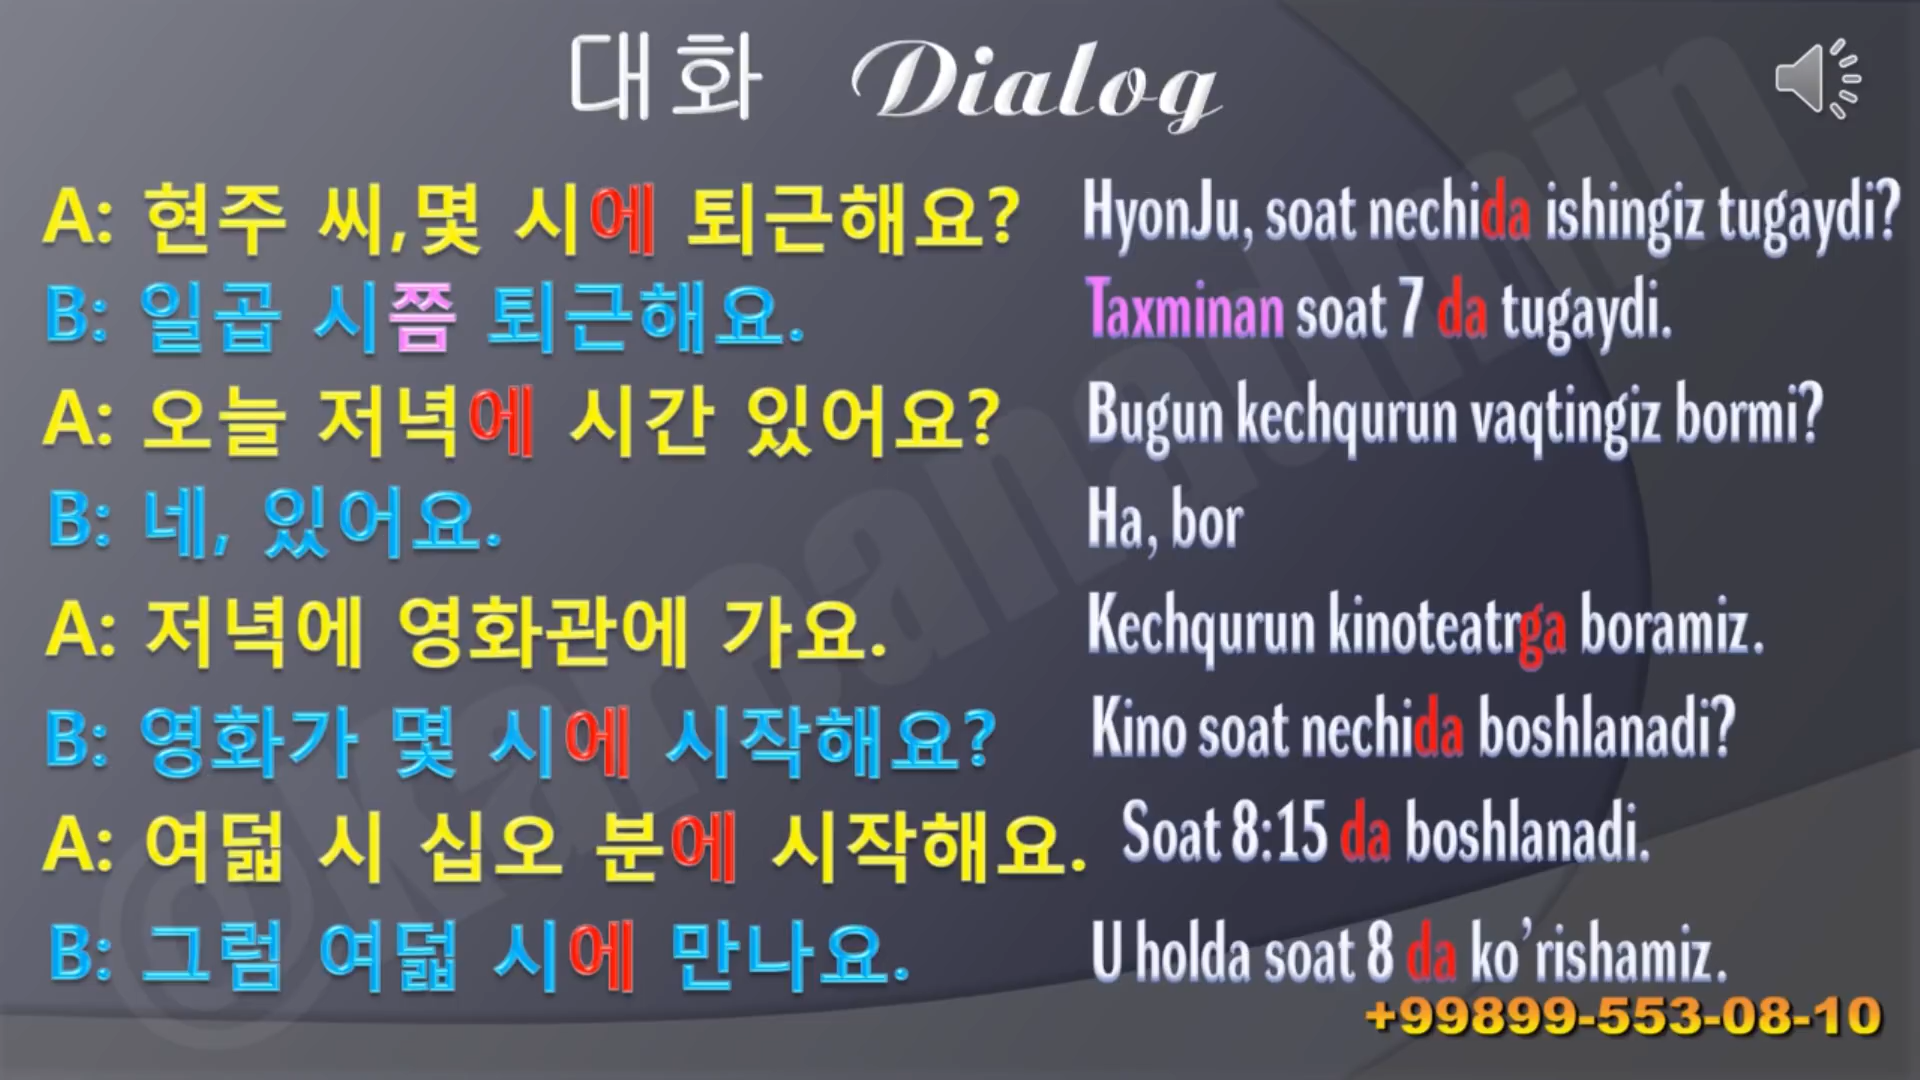 대화 Dialog
A: 현주 씨,몇 시에 퇴근해요? HyonJu, soat nechida ishingiz tugaydi?
B: 일곱 시쯤 퇴근해요. Taxminan soat 7 da tugaydi.
A: 오늘 저녁에 시간 있어요? Bugun kechqurun vaqtingiz bormi?
B: 네, 있어요. Ha, bor
A: 저녁에 영화관에 가요. Kechqurun kinoteatrga boramiz.
B: 영화가 몇 시에 시작해요? Kino soat nechida boshlanadi?
A: 여덟 시 십오 분에 시작해요. Soat 8:15 da boshlanadi.
B: 그럼 여덟 시에 만나요. U holda soat 8 da ko’rishamiz.
+99899-553-08-10